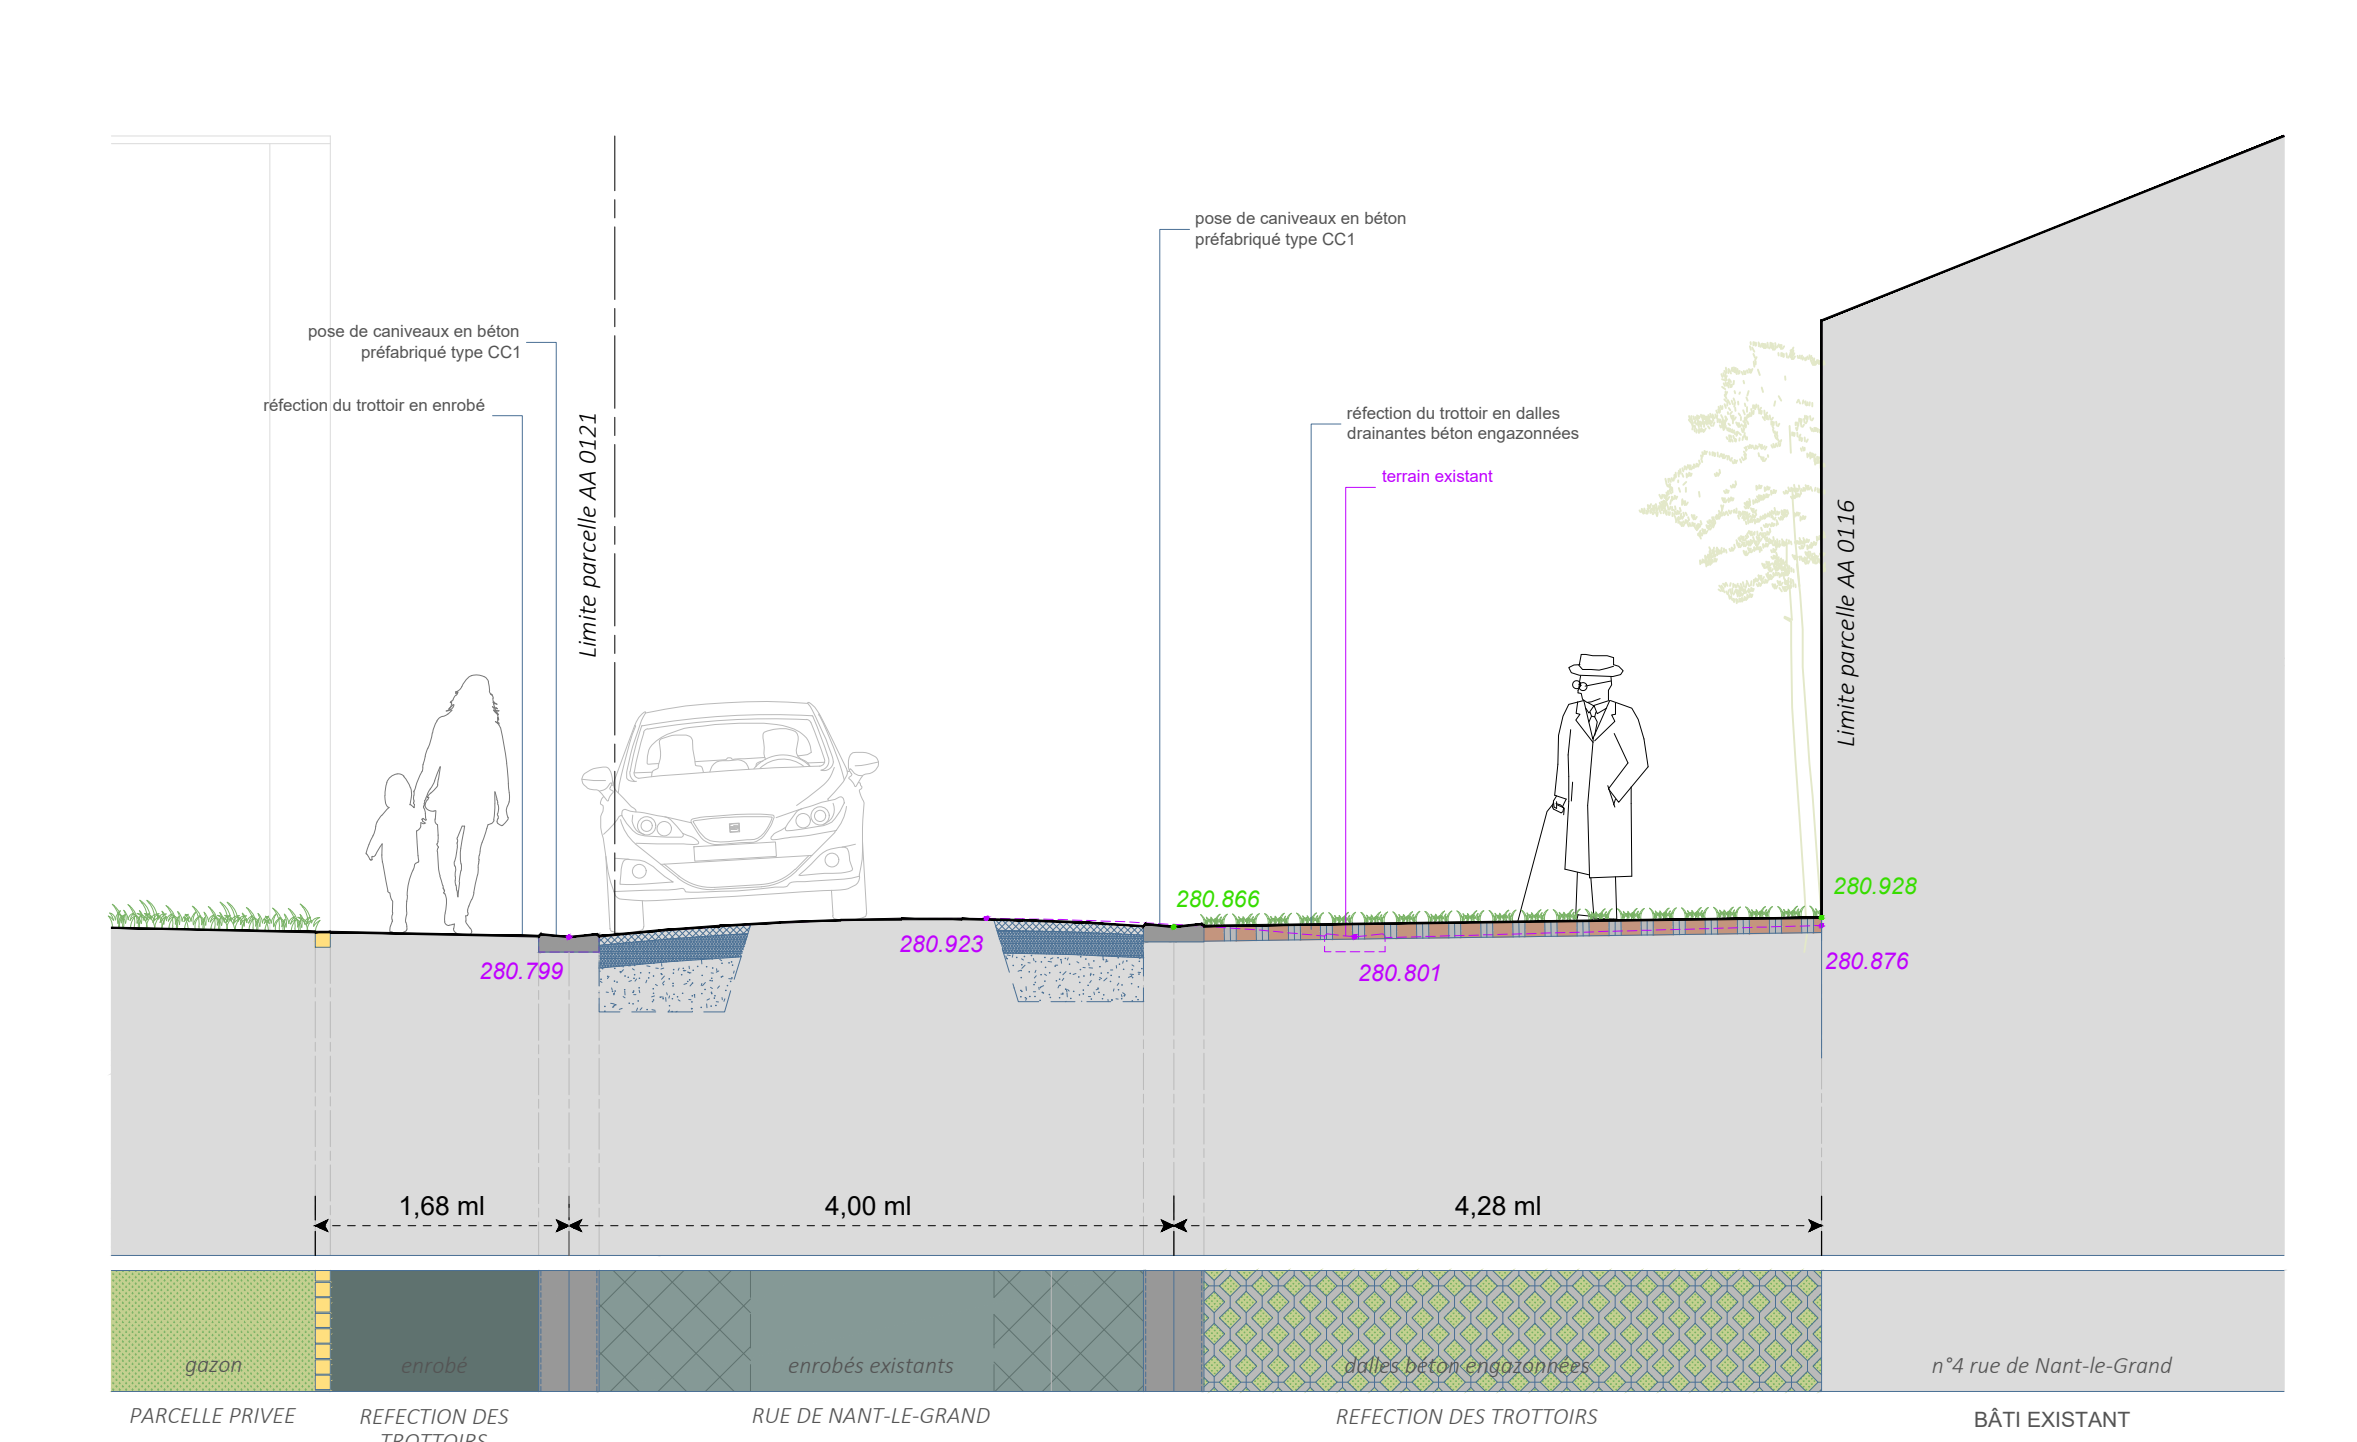 pose de caniveaux en béton
préfabriqué type CC1
pose de caniveaux en béton
préfabriqué type CC1
réfection du trottoir en enrobé
réfection du trottoir en dalles
drainantes béton engazonnées
terrain existant
Limite parcelle AA 0121
Limite parcelle AA 0116
280.866
280.928
280.799
280.923
280.801
280.876
1,68 ml
4,00 ml
4,28 ml
gazon
enrobé
enrobés existants
dalles béton engazonnées
n°4 rue de Nant-le-Grand
PARCELLE PRIVEE
REFECTION DES
TROTTOIRS
RUE DE NANT-LE-GRAND
REFECTION DES TROTTOIRS
BÂTI EXISTANT